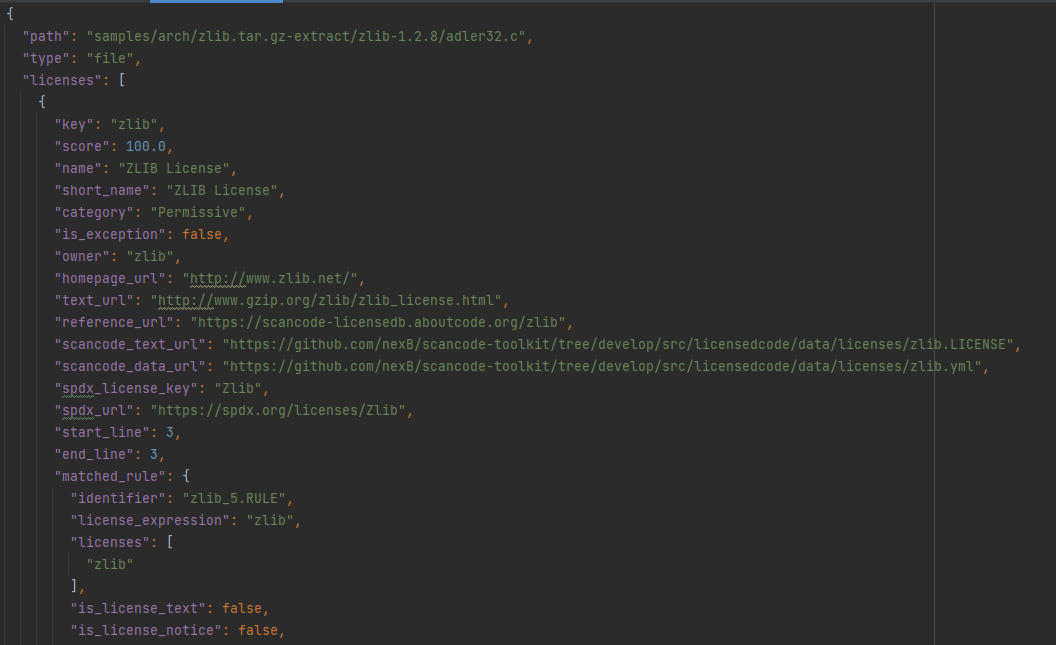 {
  "path": "samples/arch/zlib.tar.gz-extract/zlib-1.2.8/adler32.c",
  "type": "file",
  "licenses": [
    {
      "key": "zlib",
      "score": 100.0,
      "name": "ZLIB License",
      "short_name": "ZLIB License",
      "category": "Permissive",
      "is_exception": false,
      "owner": "zlib",
      "homepage_url": "http://www.zlib.net/",
      "text_url": "http://www.gzip.org/zlib/zlib_license.html",
      "reference_url": "https://scancode-licensedb.aboutcode.org/zlib",
      "scancode_text_url": "https://github.com/nexB/scancode-toolkit/tree/develop/src/licensedcode/data/licenses/zlib.LICENSE",
      "scancode_data_url": "https://github.com/nexB/scancode-toolkit/tree/develop/src/licensedcode/data/licenses/zlib.yml",
      "spdx_license_key": "Zlib",
      "spdx_url": "https://spdx.org/licenses/Zlib",
      "start_line": 3,
      "end_line": 3,
      "matched_rule": {
        "identifier": "zlib_5.RULE",
        "license_expression": "zlib",
        "licenses": [
          "zlib"
        ],
        "is_license_text": false,
        "is_license_notice": false,